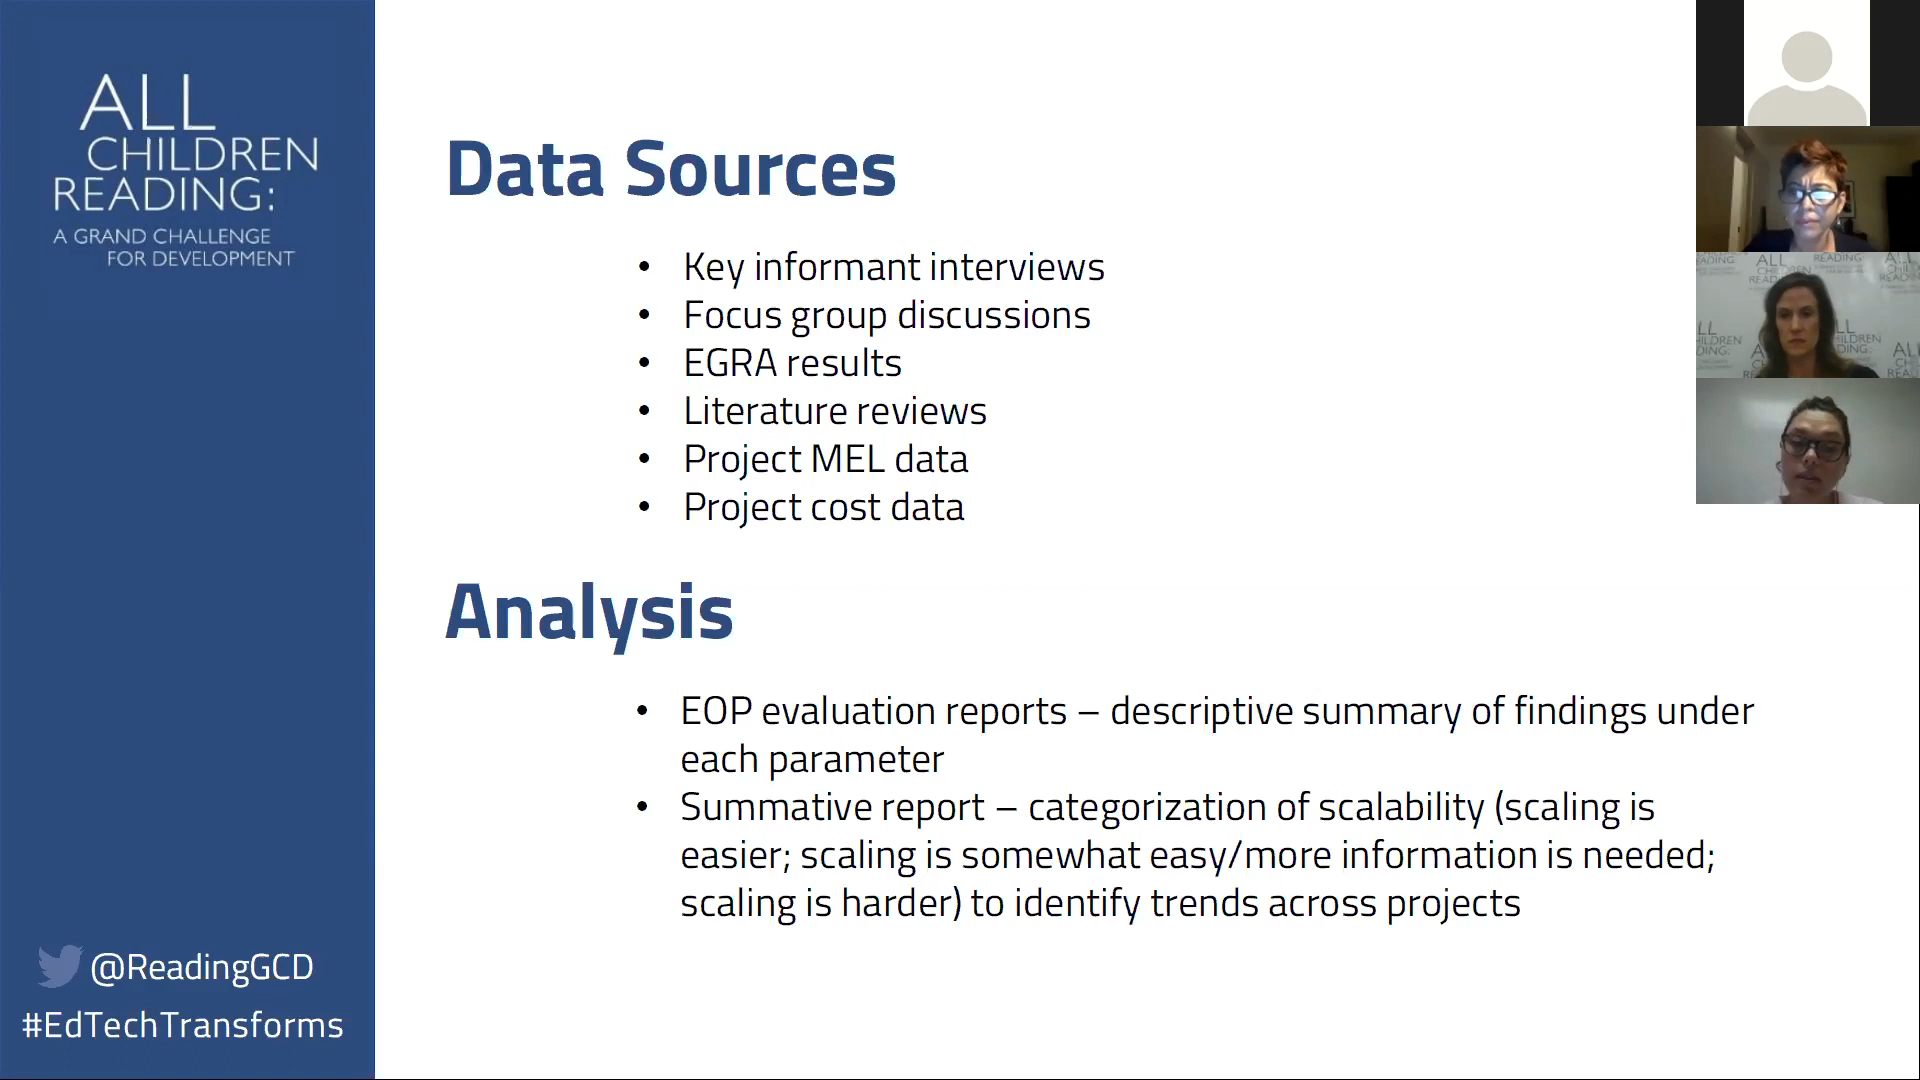 ALL
CHILDREN
READING:
A GRAND CHALLENGE
FOR DEVELOPMENT
Data Sources
• Key informant interviews
• Focus group discussions
• EGRA results
• Literature reviews
• Project MEL data
• Project cost data
Analysis
• EOP evaluation reports – descriptive summary of findings under
each parameter
• Summative report – categorization of scalability (scaling is
easier; scaling is somewhat easy/more information is needed;
scaling is harder) to identify trends across projects
@ReadingGCD
#EdTechTransforms